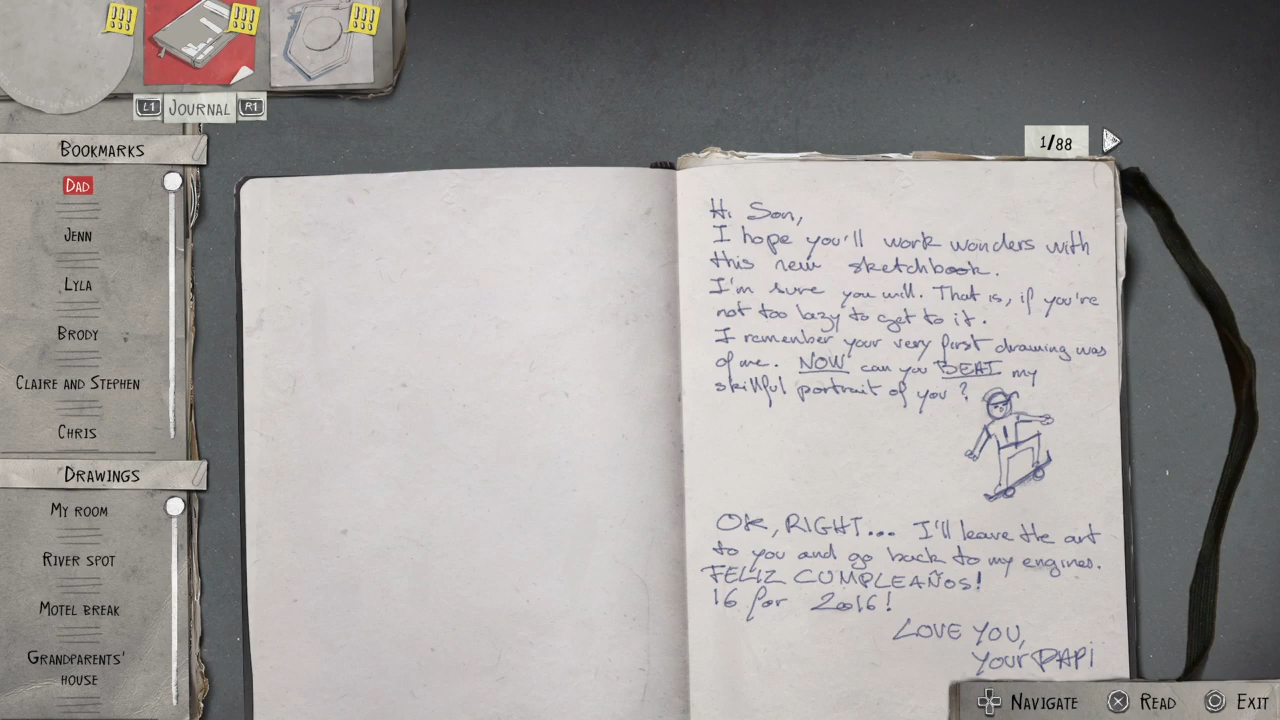 L1 JOURNAL R1
BOOKMARKS
DAD
JENN
LYLA
BRODY
CLAIRE AND STEPHEN
CHRIS
DRAWINGS
MY ROOM
RIVER SPOT
MOTEL BREAK
GRANDPARENTS'
HOUSE
1/88
Hi Son,
I hope you'll work wonders with
this new sketchbook.
I'm sure you will. That is, if you're
not too lazy to get to it.
I remember your very first drawing was
of me. NOW can you BEAT my
skillful portrait of you?
OK, RIGHT... I'll leave the art
to you and go back to my engines.
FELIZ CUMPLEAÑOS!
16 for 2016!
LOVE YOU,
your PAPI
NAVIGATE READ EXIT